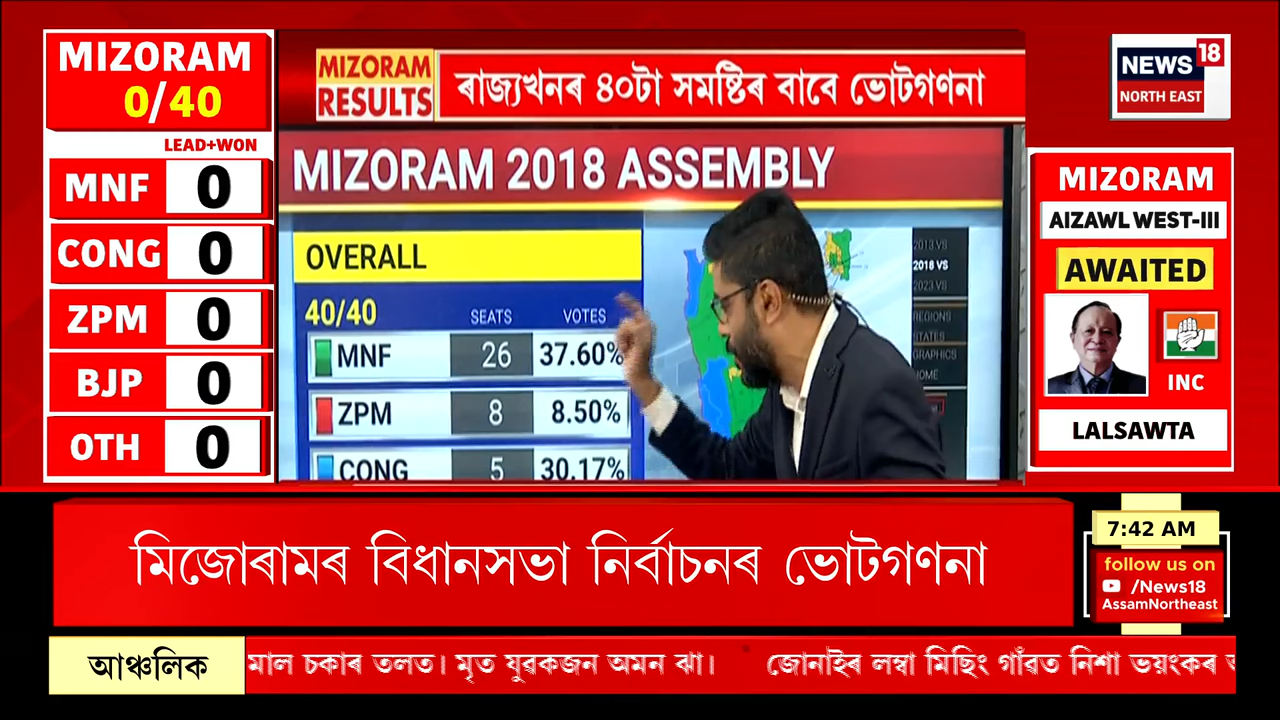 MIZORAM
0/40
LEAD+WON
MNF 0
CONG 0
ZPM 0
BJP 0
OTH 0
MIZORAM
RESULTS
ৰাজ্যখনৰ ৪০টা সমষ্টিৰ বাবে ভোটগণনা
MIZORAM 2018 ASSEMBLY
OVERALL
40/40 SEATS VOTES
MNF 26 37.60%
ZPM 8 8.50%
CONG 5 30.17%
2013 VS
2018 VS
2023 VS
REGIONS
STATES
GRAPHICS
NEWS 18
NORTH EAST
MIZORAM
AIZAWL WEST-III
AWAITED
INC
LALSAWTA
মিজোৰামৰ বিধানসভা নিৰ্বাচনৰ ভোটগণনা
7:42 AM
follow us on
/News18
AssamNortheast
আঞ্চলিক
মাল চকাৰ তলত। মৃত যুৱকজন অমন ঝা। জোনাইৰ লম্বা মিছিং গাঁৱত নিশা ভয়ংকৰ